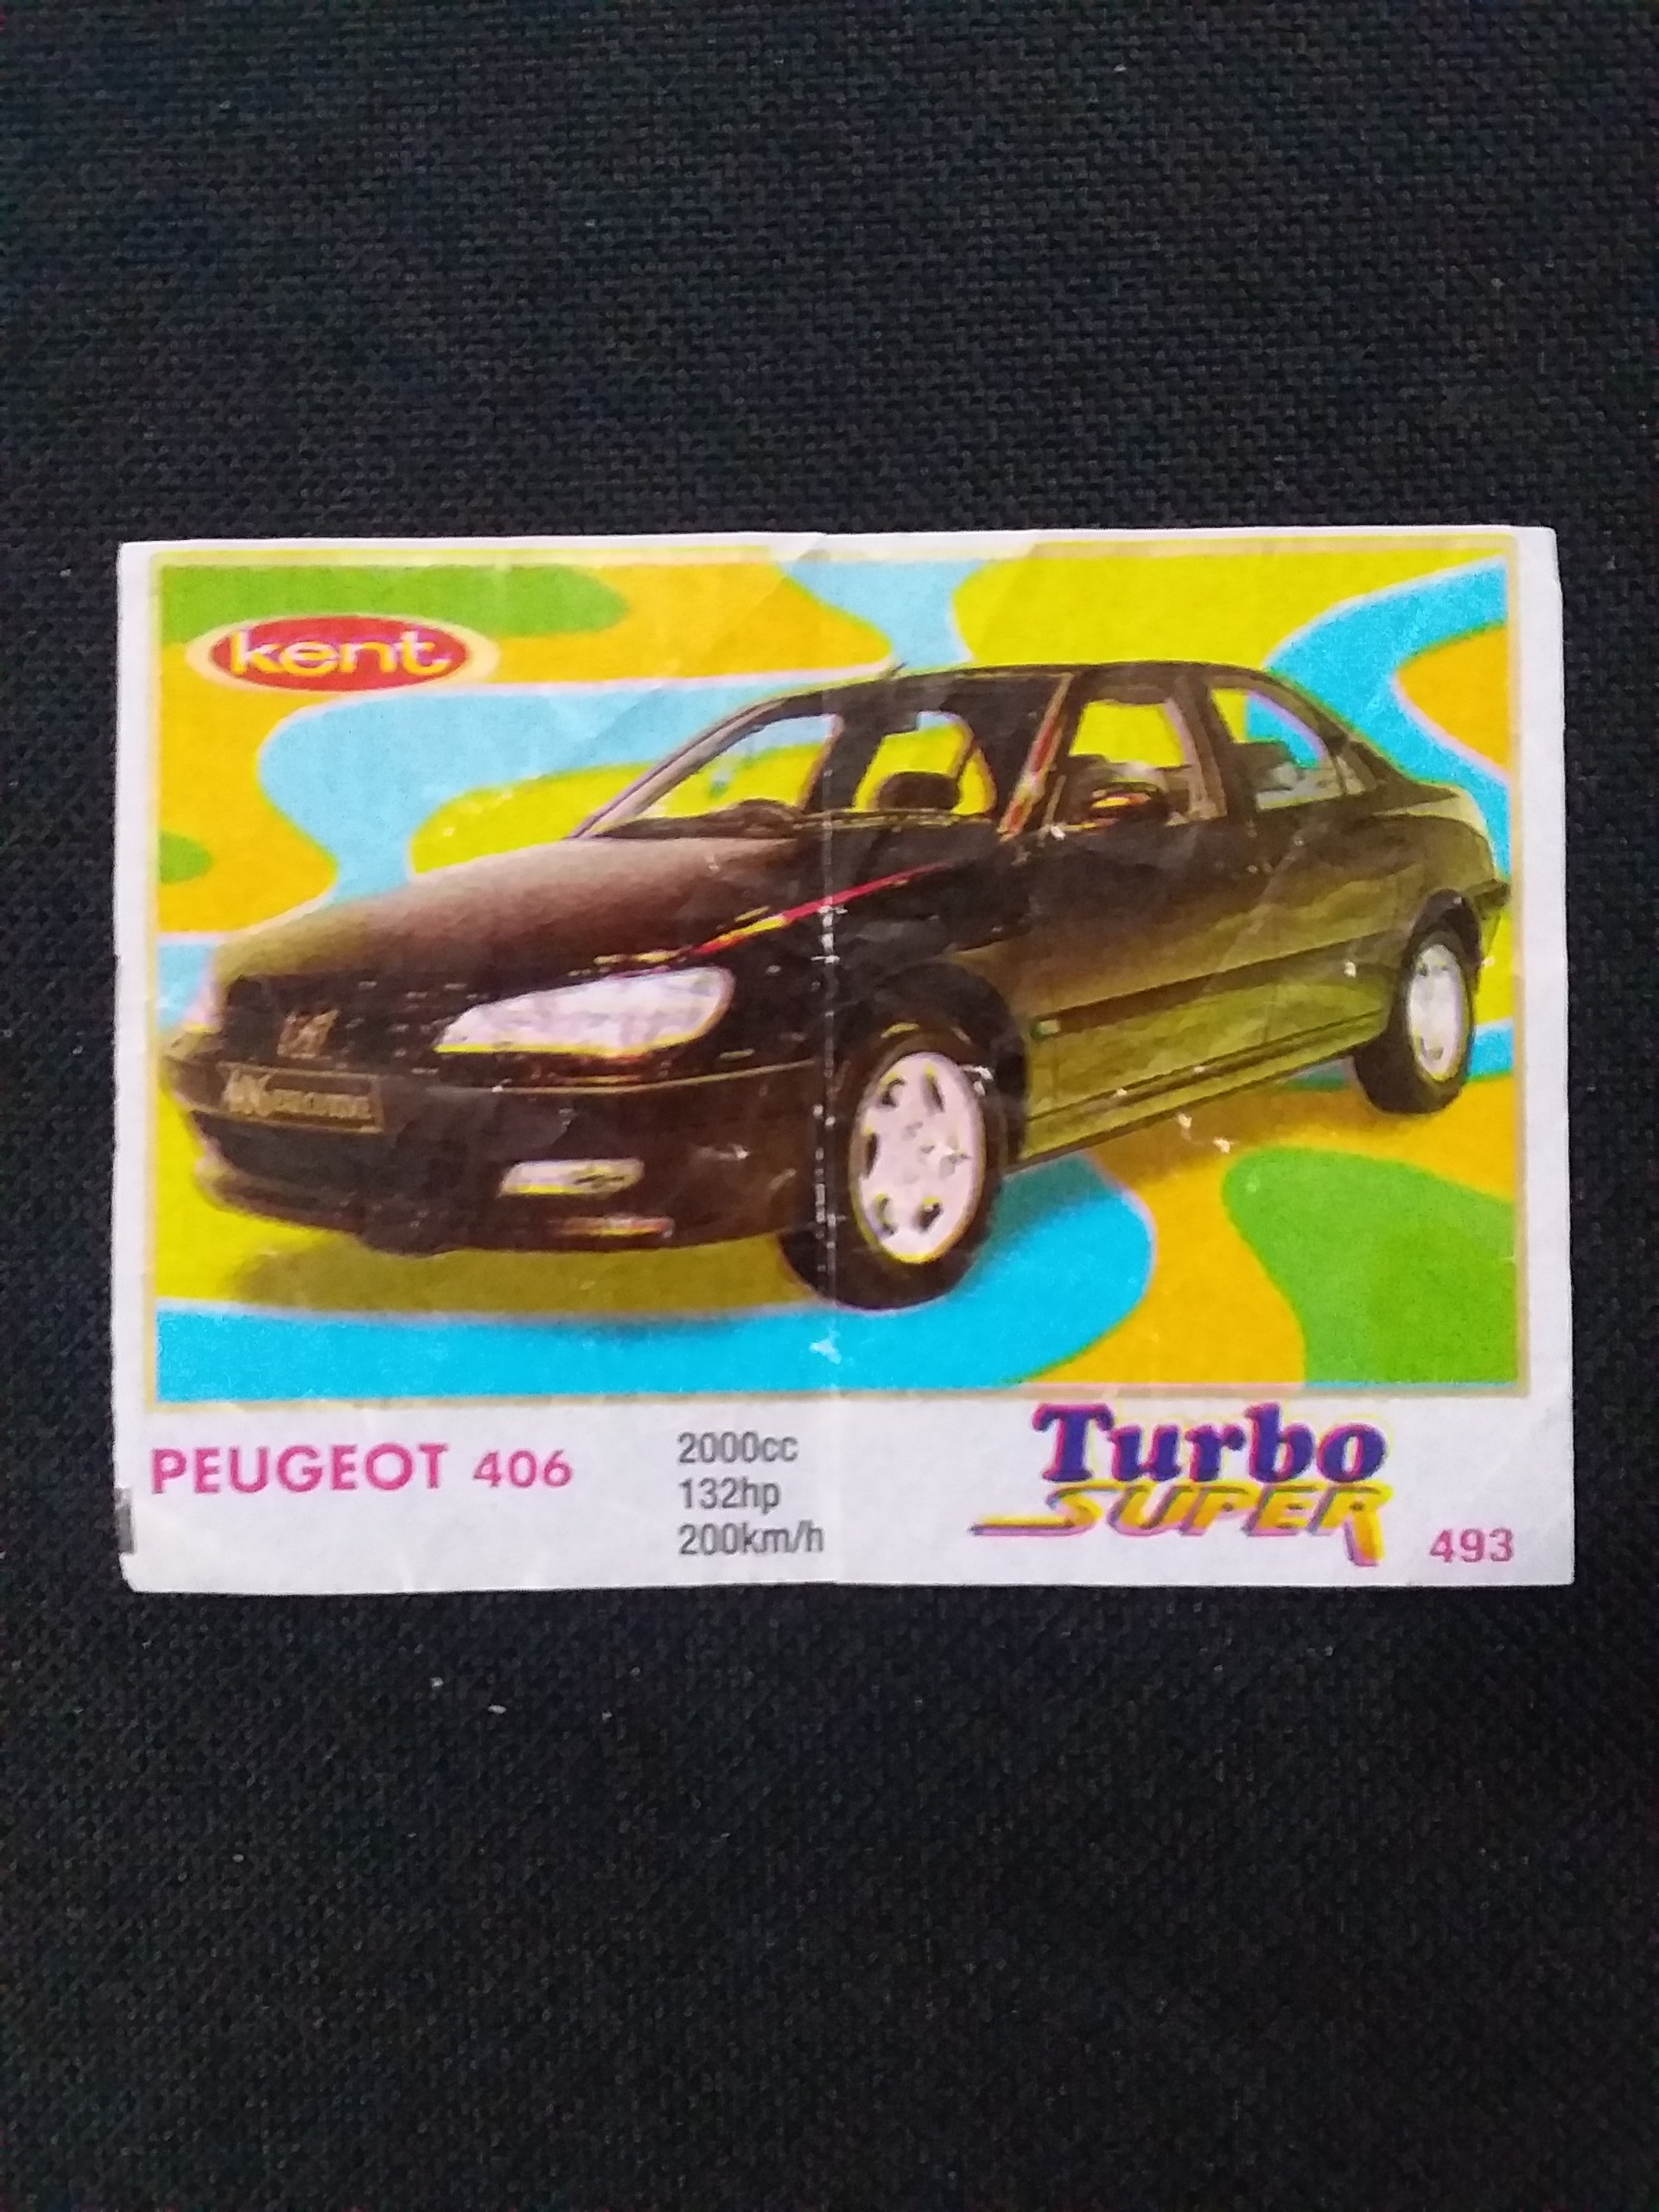 kent
PEUGEOT 406
2000cc
132hp
200km/h
Turbo
SUPER
493